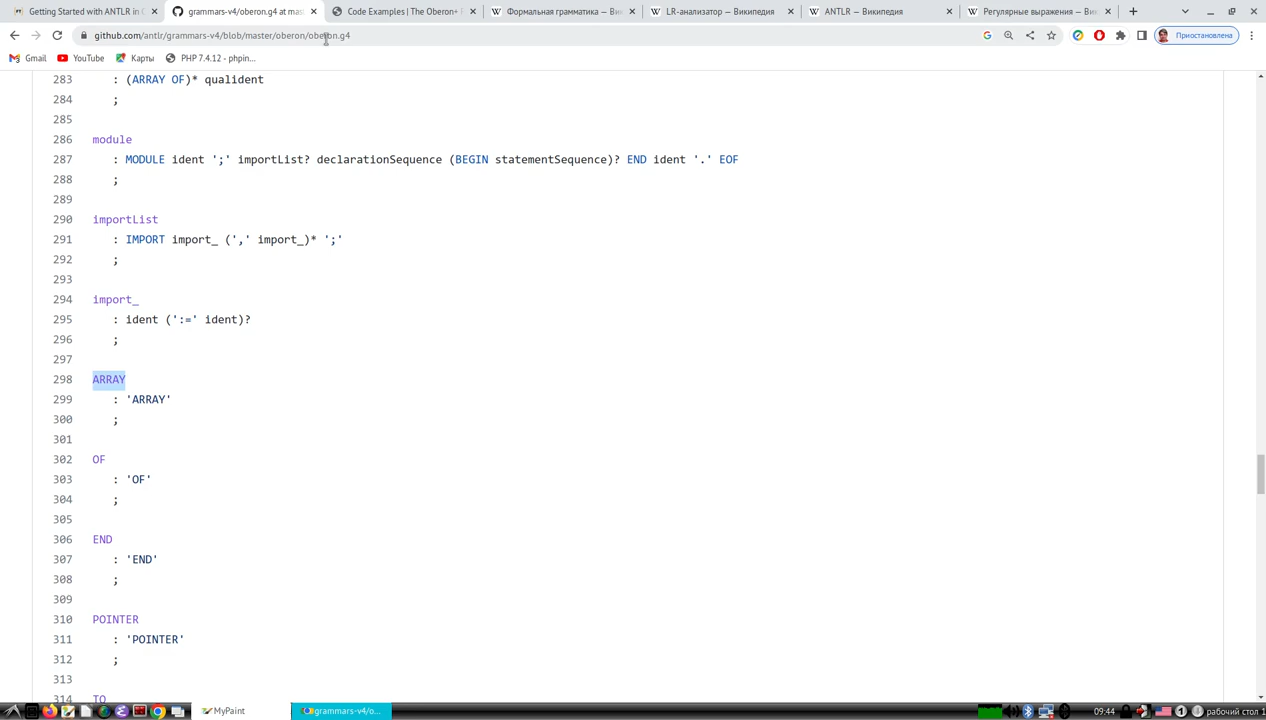 Getting Started with ANTLR in C
grammars-v4/oberon.g4 at mas
Code Examples | The Oberon+
Формальная грамматика — Ви
LR-анализатор — Википедия
ANTLR — Википедия
Регулярные выражения — Ви
github.com/antlr/grammars-v4/blob/master/oberon/oberon.g4
Приостановлена
Gmail
YouTube
Карты
PHP 7.4.12 - phpin...
283 : (ARRAY OF)* qualident
284 ;
285
286 module
287 : MODULE ident ';' importList? declarationSequence (BEGIN statementSequence)? END ident '.' EOF
288 ;
289
290 importList
291 : IMPORT import_ (',' import_)* ';'
292 ;
293
294 import_
295 : ident (':=' ident)?
296 ;
297
298 ARRAY
299 : 'ARRAY'
300 ;
301
302 OF
303 : 'OF'
304 ;
305
306 END
307 : 'END'
308 ;
309
310 POINTER
311 : 'POINTER'
312 ;
313
314 TO
MyPaint
grammars-v4/o...
09:44
1
рабочий стол 1